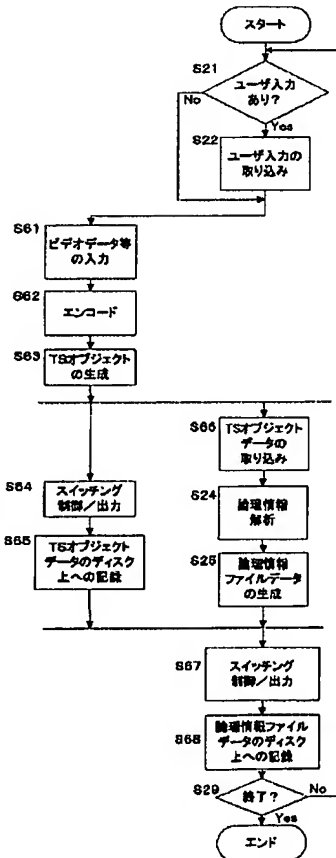 スタート
S21
ユーザ入力
あり?
No
Yes
S22
ユーザ入力の
取り込み
S61
ビデオデータ等
の入力
S62
エンコード
S63
TSオブジェクト
の生成
S66
TSオブジェクト
データの
取り込み
S64
スイッチング
制御/出力
S24
論理情報
解析
S65
TSオブジェクト
データのディスク
上への記録
S25
論理情報
ファイルデータ
の生成
S67
スイッチング
制御/出力
S68
論理情報ファイル
データのディスク
上への記録
S29
終了?
No
Yes
エンド